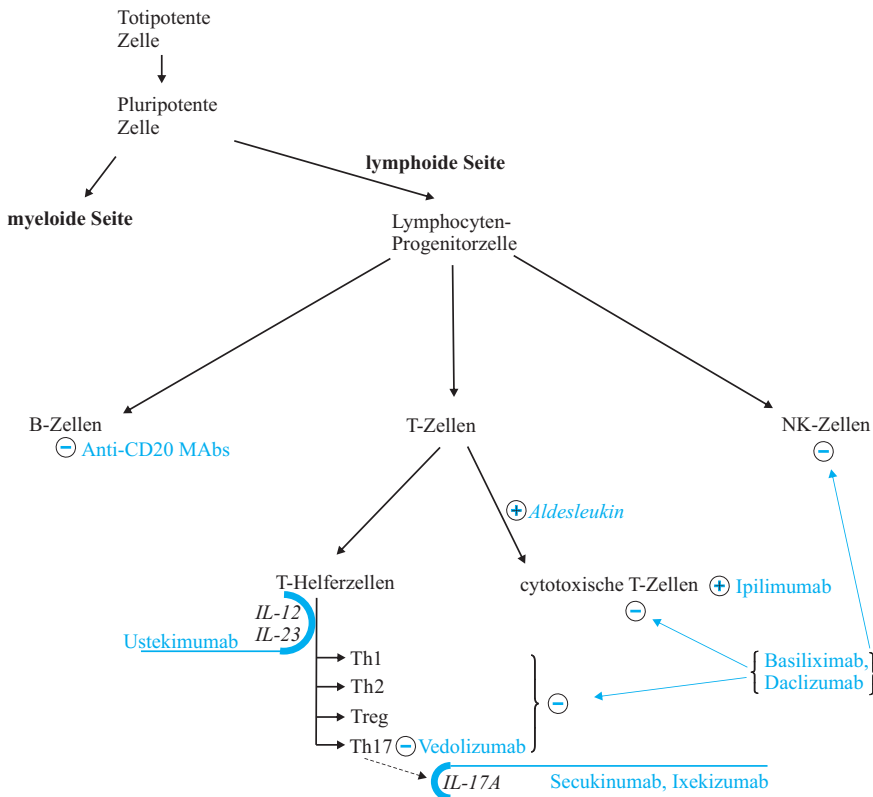 Totipotente
Zelle
Pluripotente
Zelle
lymphoide Seite
myeloide Seite
Lymphocyten-
Progenitorzelle
B-Zellen
T-Zellen
NK-Zellen
− Anti-CD20 MAbs
−
+ Aldesleukin
T-Helferzellen
cytotoxische T-Zellen + Ipilimumab
−
IL-12
IL-23
Ustekimumab
Th1
Th2
Treg
Th17 − Vedolizumab
−
Basiliximab,
Daclizumab
IL-17A
Secukinumab, Ixekizumab